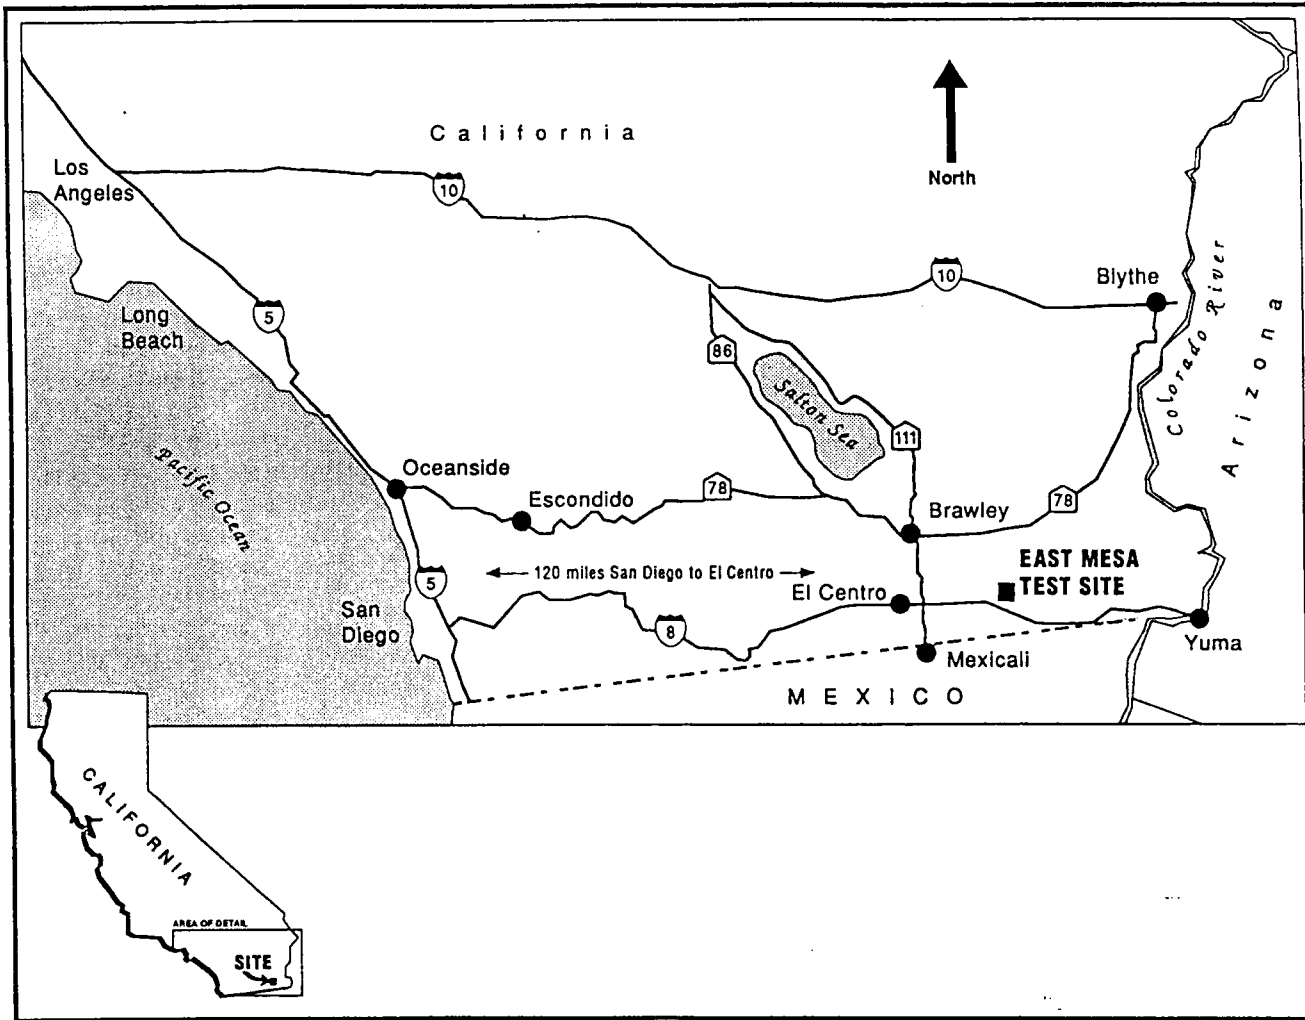 California
North
Los
Angeles
10
10
Blythe
Long
Beach
5
86
Salton Sea
111
Colorado River
Arizona
Pacific Ocean
Oceanside
Escondido
78
78
Brawley
EAST MESA
TEST SITE
120 miles San Diego to El Centro
5
El Centro
San
Diego
8
Yuma
Mexicali
MEXICO
CALIFORNIA
AREA OF DETAIL
SITE